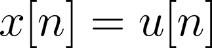 x[n] = u[n]